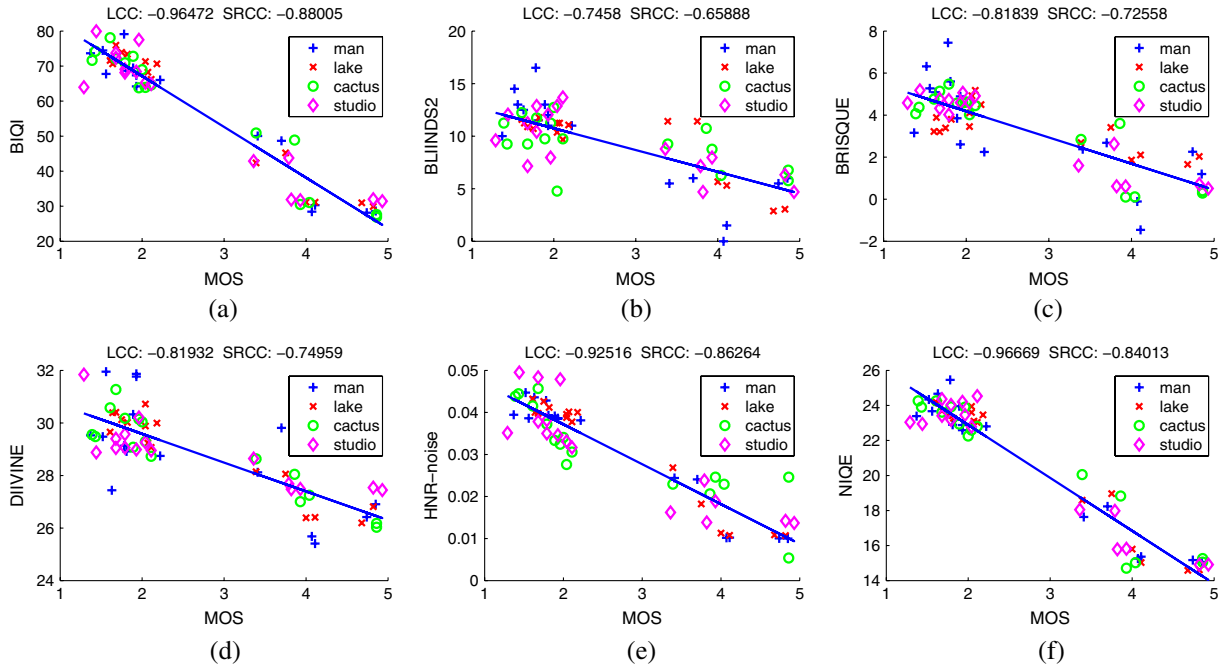 LCC: −0.96472  SRCC: −0.88005
80
70
60
50
40
30
20
BIQI
man
lake
cactus
studio
1 2 3 4 5
MOS
(a)
LCC: −0.7458  SRCC: −0.65888
20
15
10
5
0
BLIINDS2
man
lake
cactus
studio
1 2 3 4 5
MOS
(b)
LCC: −0.81839  SRCC: −0.72558
8
6
4
2
0
−2
BRISQUE
man
lake
cactus
studio
1 2 3 4 5
MOS
(c)
LCC: −0.81932  SRCC: −0.74959
32
30
28
26
24
DIIVINE
man
lake
cactus
studio
1 2 3 4 5
MOS
(d)
LCC: −0.92516  SRCC: −0.86264
0.05
0.04
0.03
0.02
0.01
0
HNR−noise
man
lake
cactus
studio
1 2 3 4 5
MOS
(e)
LCC: −0.96669  SRCC: −0.84013
28
26
24
22
20
18
16
14
NIQE
man
lake
cactus
studio
1 2 3 4 5
MOS
(f)